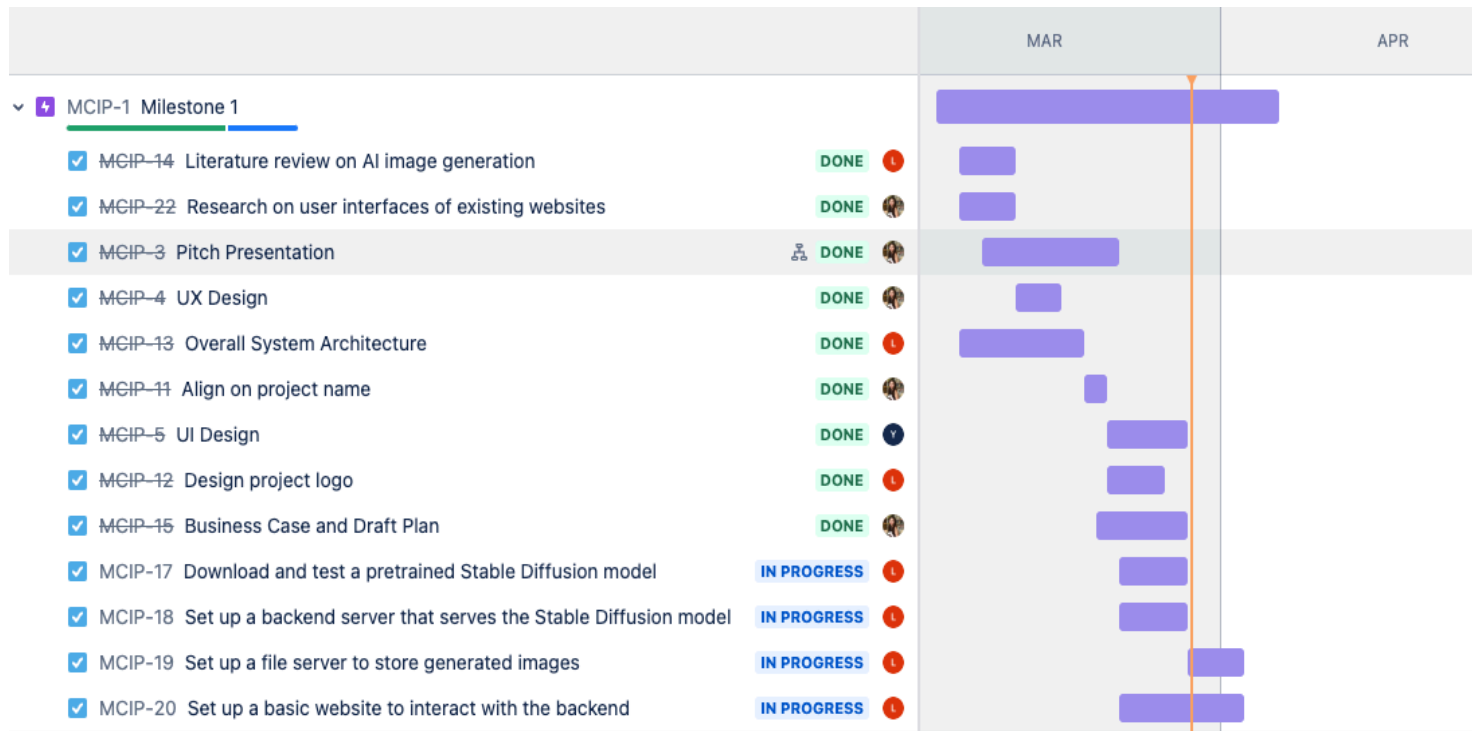 MAR APR
MCIP-1 Milestone 1
MCIP-14 Literature review on AI image generation DONE L
MCIP-22 Research on user interfaces of existing websites DONE
MCIP-3 Pitch Presentation DONE
MCIP-4 UX Design DONE
MCIP-13 Overall System Architecture DONE L
MCIP-11 Align on project name DONE
MCIP-5 UI Design DONE Y
MCIP-12 Design project logo DONE L
MCIP-15 Business Case and Draft Plan DONE
MCIP-17 Download and test a pretrained Stable Diffusion model IN PROGRESS L
MCIP-18 Set up a backend server that serves the Stable Diffusion model IN PROGRESS L
MCIP-19 Set up a file server to store generated images IN PROGRESS L
MCIP-20 Set up a basic website to interact with the backend IN PROGRESS L